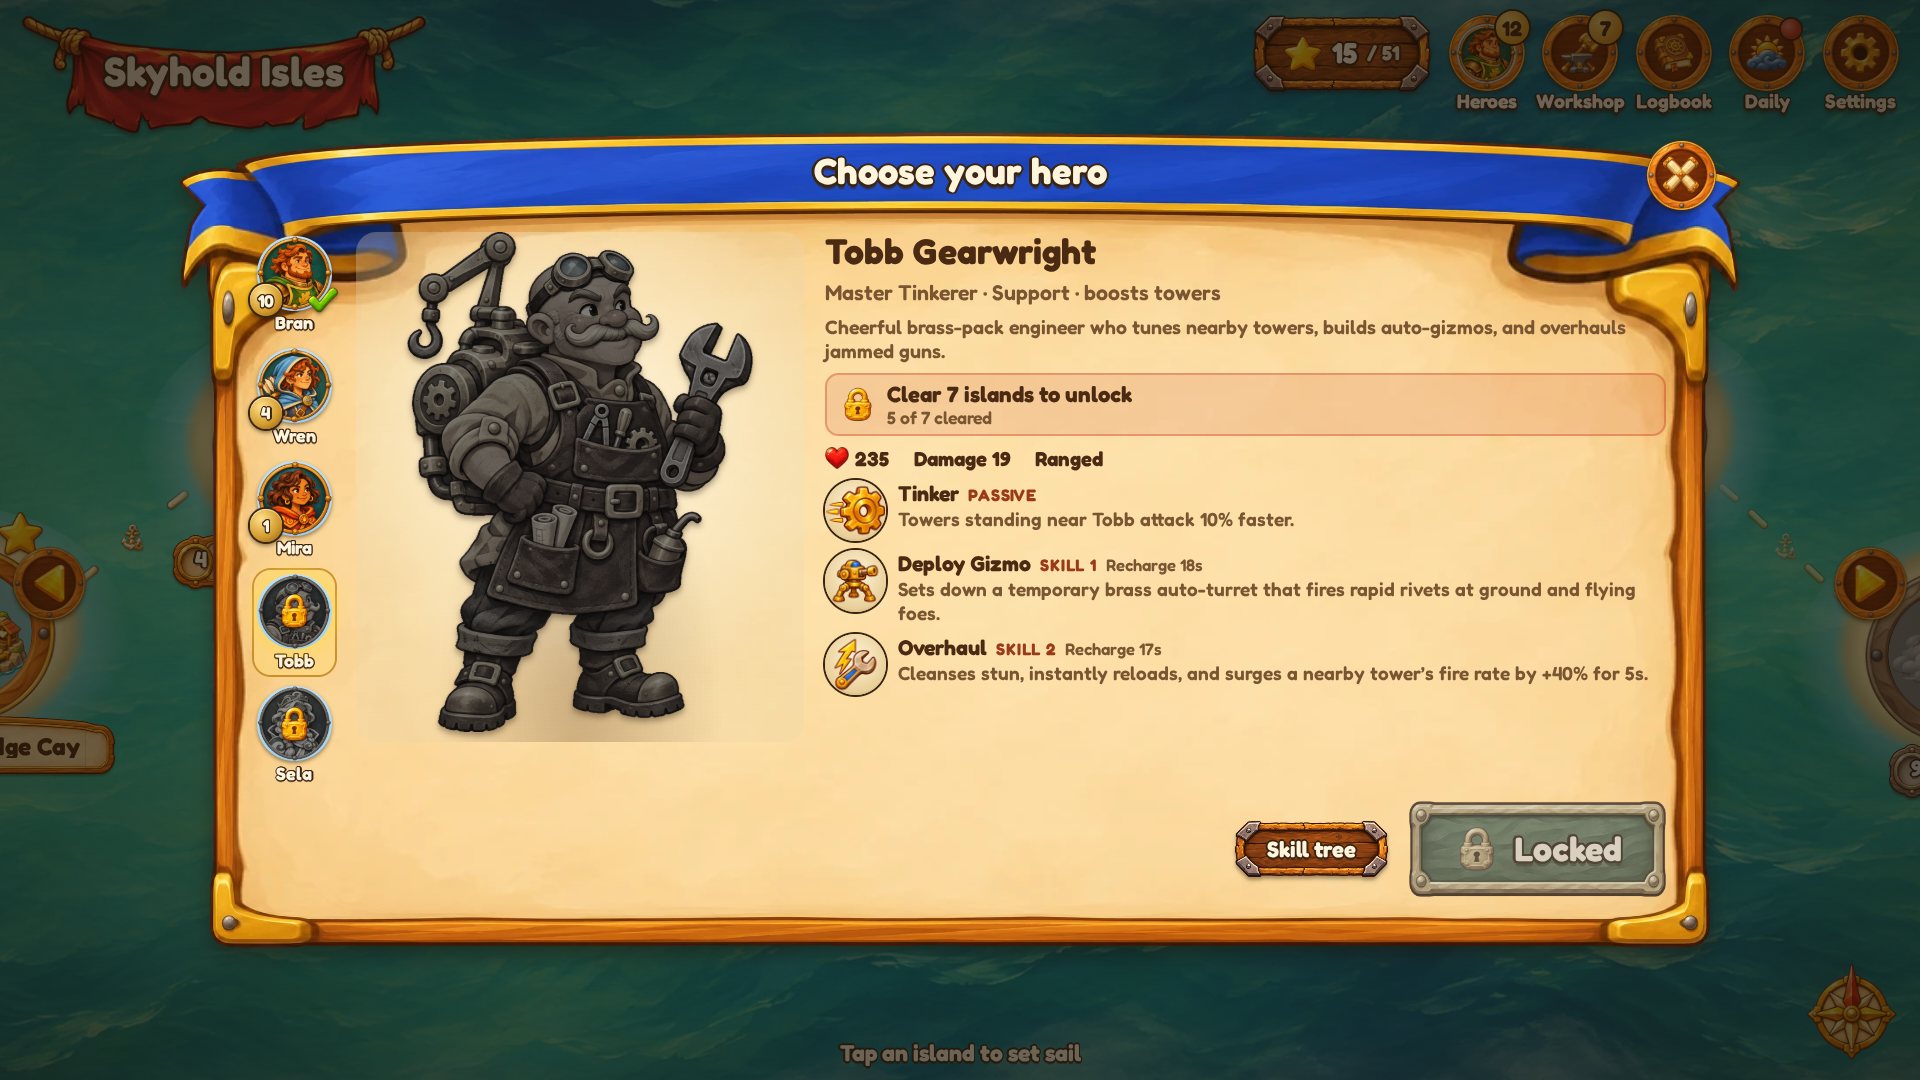 Skyhold Isles
15 / 51
12
7
Heroes
Workshop
Logbook
Daily
Settings
Choose your hero
10
Bran
4
Wren
1
Mira
Tobb
Sela
Tobb Gearwright
Master Tinkerer · Support · boosts towers
Cheerful brass-pack engineer who tunes nearby towers, builds auto-gizmos, and overhauls
jammed guns.
Clear 7 islands to unlock
5 of 7 cleared
235 Damage 19 Ranged
Tinker PASSIVE
Towers standing near Tobb attack 10% faster.
Deploy Gizmo SKILL 1 Recharge 18s
Sets down a temporary brass auto-turret that fires rapid rivets at ground and flying
foes.
Overhaul SKILL 2 Recharge 17s
Cleanses stun, instantly reloads, and surges a nearby tower's fire rate by +40% for 5s.
Skill tree
Locked
4
Cay
Tap an island to set sail